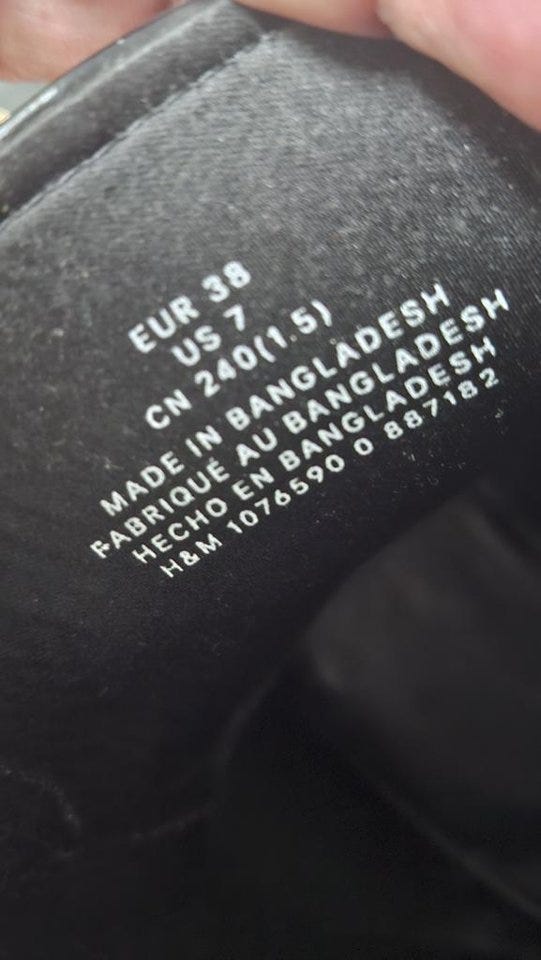 EUR 38
US 7
CN 240(1.5)
MADE IN BANGLADESH
FABRIQUÉ AU BANGLADESH
HECHO EN BANGLADESH
H&M 1076590 0 887182